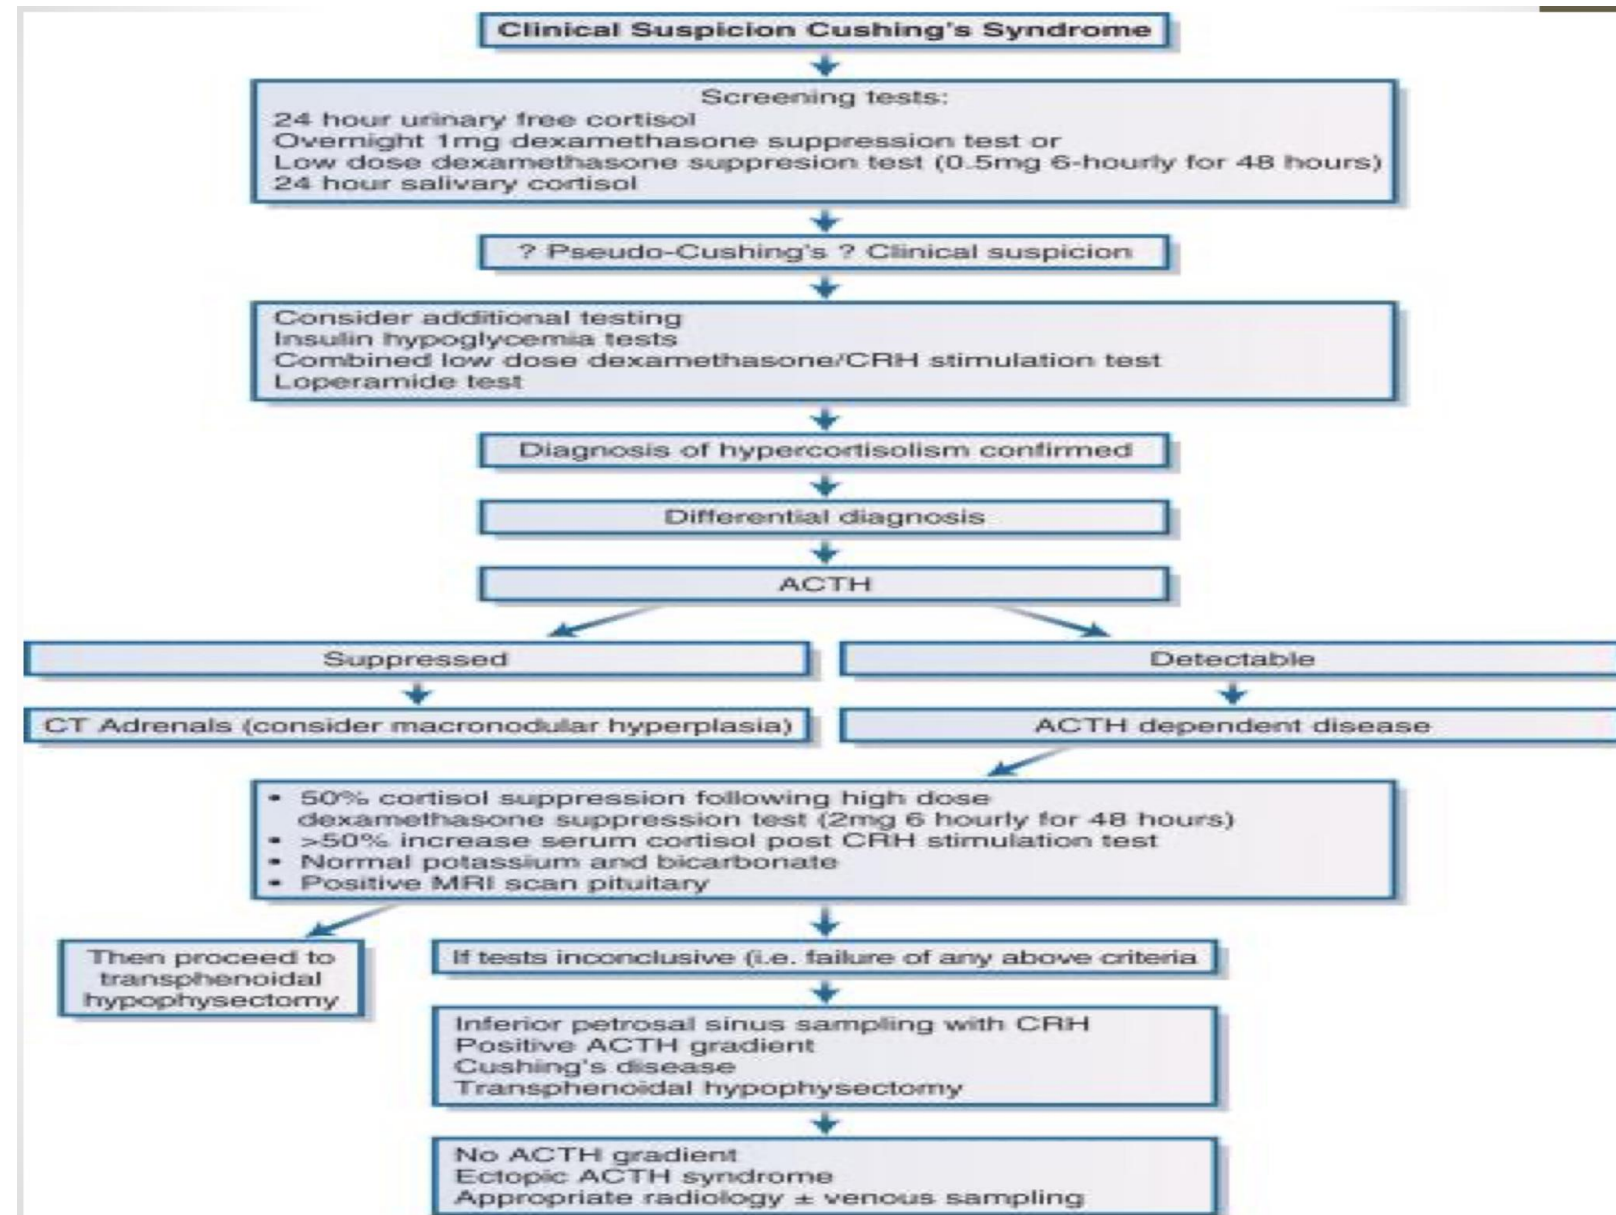 Clinical Suspicion Cushing's Syndrome
Screening tests:
24 hour urinary free cortisol
Overnight 1mg dexamethasone suppression test or
Low dose dexamethasone suppresion test (0.5mg 6-hourly for 48 hours)
24 hour salivary cortisol
? Pseudo-Cushing's ? Clinical suspicion
Consider additional testing
Insulin hypoglycemia tests
Combined low dose dexamethasone/CRH stimulation test
Loperamide test
Diagnosis of hypercortisolism confirmed
Differential diagnosis
ACTH
Suppressed
Detectable
CT Adrenals (consider macronodular hyperplasia)
ACTH dependent disease
• 50% cortisol suppression following high dose
dexamethasone suppression test (2mg 6 hourly for 48 hours)
• >50% increase serum cortisol post CRH stimulation test
• Normal potassium and bicarbonate
• Positive MRI scan pituitary
Then proceed to
transphenoidal
hypophysectomy
If tests inconclusive (i.e. failure of any above criteria
Inferior petrosal sinus sampling with CRH
Positive ACTH gradient
Cushing's disease
Transphenoidal hypophysectomy
No ACTH gradient
Ectopic ACTH syndrome
Appropriate radiology ± venous sampling